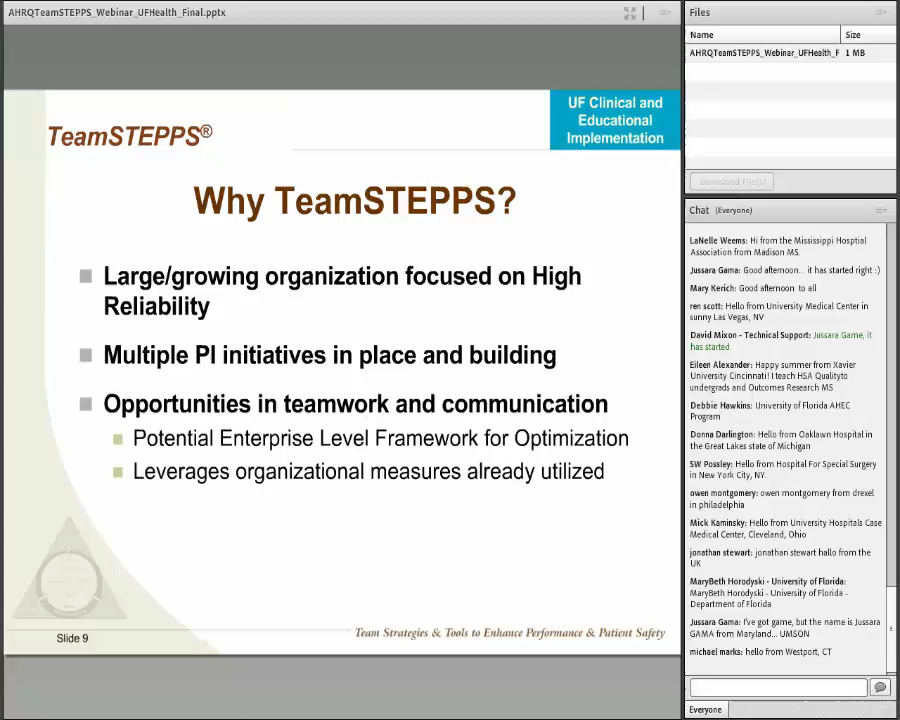 AHRQTeamSTEPPS_Webinar_UFHealth_Final.pptx
TeamSTEPPS®
UF Clinical and
Educational
Implementation
Why TeamSTEPPS?
Large/growing organization focused on High
Reliability
Multiple PI initiatives in place and building
Opportunities in teamwork and communication
Potential Enterprise Level Framework for Optimization
Leverages organizational measures already utilized
Slide 9
Team Strategies & Tools to Enhance Performance & Patient Safety
Files
Name Size
AHRQTeamSTEPPS_Webinar_UFHealth_F 1 MB
Download File(s)
Chat (Everyone)
LaNelle Weems: Hi from the Mississippi Hosptial
Association from Madison MS.
Jussara Gama: Good afternoon.. it has started right :)
Mary Kerich: Good afternoon to all
ren scott: Hello from University Medical Center in
sunny Las Vegas, NV
David Mixon - Technical Support: Jussara Game, it
has started
Eileen Alexander: Happy summer from Xavier
University Cincinnati! I teach HSA Qualityto
undergrads and Outcomes Research MS
Debbie Hawkins: University of Florida AHEC
Program
Donna Darlington: Hello from Oaklawn Hospital in
the Great Lakes state of Michigan
SW Possley: Hello from Hospital For Special Surgery
in New York City, NY.
owen montgomery: owen montgomery from drexel
in philadelphia
Mick Kaminsky: Hello from University Hospitals Case
Medical Center, Cleveland, Ohio
jonathan stewart: jonathan stewart hallo from the
UK
MaryBeth Horodyski - University of Florida:
MaryBeth Horodyski - University of Florida -
Department of Florida
Jussara Gama: I've got game, but the name is Jussara
GAMA from Maryland... UMSON
michael marks: hello from Westport, CT
Everyone